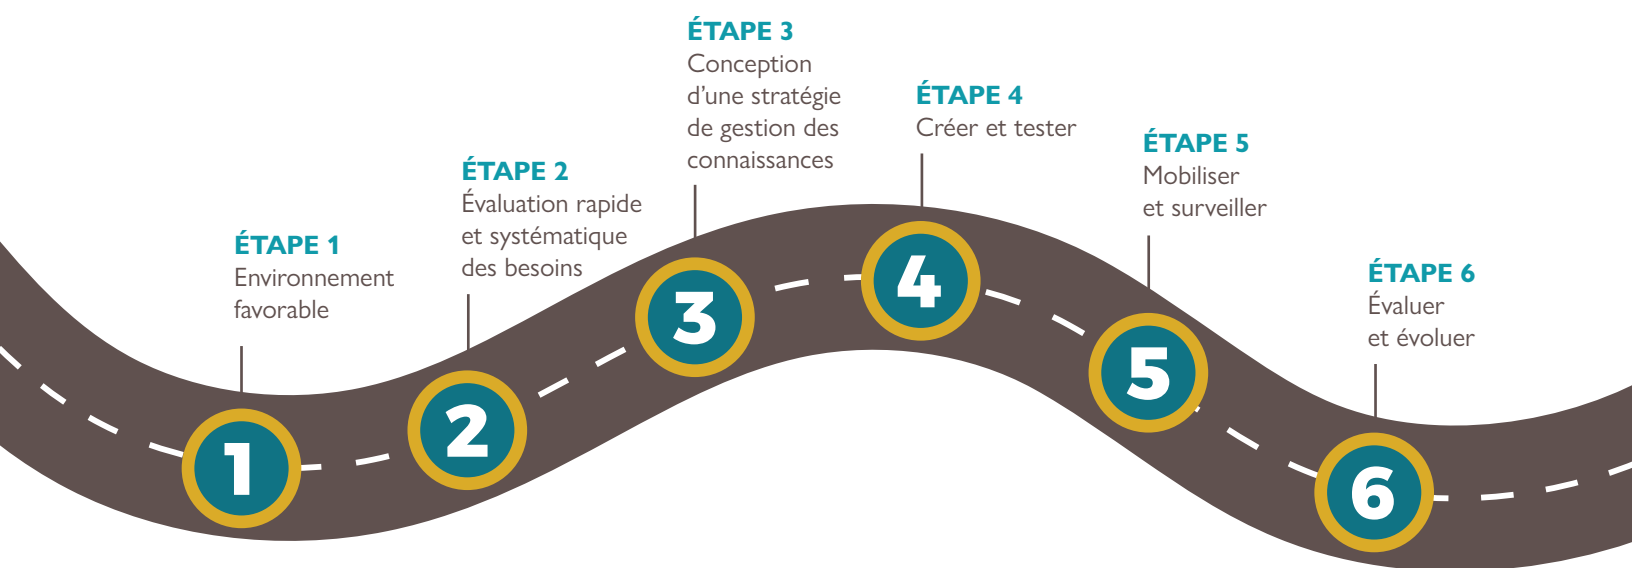 ÉTAPE 1
Environnement
favorable
1
ÉTAPE 2
Évaluation rapide
et systématique
des besoins
2
ÉTAPE 3
Conception
d'une stratégie
de gestion des
connaissances
3
ÉTAPE 4
Créer et tester
4
ÉTAPE 5
Mobiliser
et surveiller
5
ÉTAPE 6
Évaluer
et évoluer
6